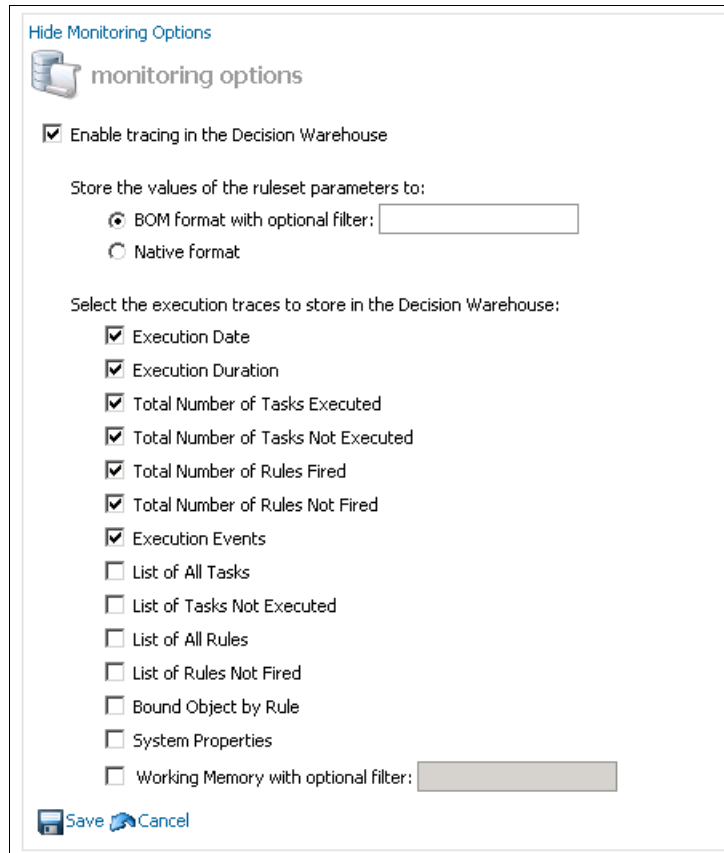 Hide Monitoring Options
monitoring options
Enable tracing in the Decision Warehouse
Store the values of the ruleset parameters to:
BOM format with optional filter:
Native format
Select the execution traces to store in the Decision Warehouse:
Execution Date
Execution Duration
Total Number of Tasks Executed
Total Number of Tasks Not Executed
Total Number of Rules Fired
Total Number of Rules Not Fired
Execution Events
List of All Tasks
List of Tasks Not Executed
List of All Rules
List of Rules Not Fired
Bound Object by Rule
System Properties
Working Memory with optional filter:
Save Cancel